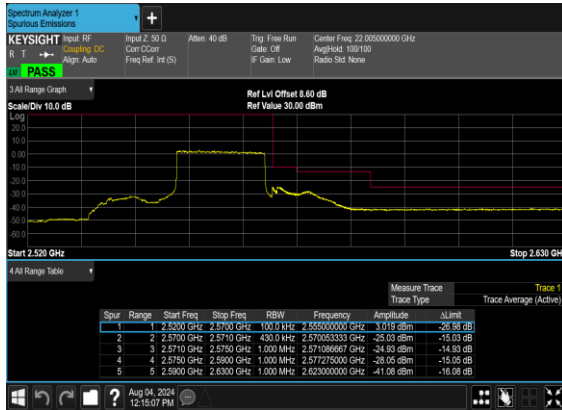 Spectrum Analyzer 1
Spurious Emissions
KEYSIGHT Input: RF Input Z: 50 Ω Atten: 40 dB Trig: Free Run Center Freq: 22.005000000 GHz
R T Coupling: DC Corr CCorr Gate: Off Avg|Hold: 100/100
Align: Auto Freq Ref: Int (S) IF Gain: Low Radio Std: None
PASS
3 All Range Graph
Ref Lvl Offset 8.60 dB
Scale/Div 10.0 dB Ref Value 30.00 dBm
Log
20.0
10.0
0.00
-10.0
-20.0
-30.0
-40.0
-50.0
-60.0
Start 2.520 GHz Stop 2.630 GH
4 All Range Table
Measure Trace Trace 1
Trace Type Trace Average (Active)
Spur Range Start Freq Stop Freq RBW Frequency Amplitude ΔLimit
1 1 2.5200 GHz 2.5700 GHz 100.0 kHz 2.555000000 GHz 3.019 dBm -26.98 dB
2 2 2.5700 GHz 2.5710 GHz 430.0 kHz 2.570053333 GHz -25.03 dBm -15.03 dB
3 3 2.5710 GHz 2.5750 GHz 1.000 MHz 2.571086667 GHz -24.93 dBm -14.93 dB
4 4 2.5750 GHz 2.5900 GHz 1.000 MHz 2.577275000 GHz -28.05 dBm -15.05 dB
5 5 2.5900 GHz 2.6300 GHz 1.000 MHz 2.623000000 GHz -41.08 dBm -16.08 dB
? Aug 04, 2024
12:15:07 PM